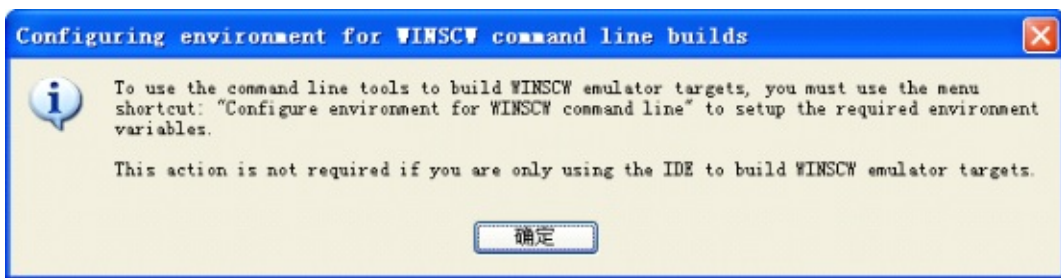 Configuring environment for WINSCW command line builds
To use the command line tools to build WINSCW emulator targets, you must use the menu
shortcut: "Configure environment for WINSCW command line" to setup the required environment
variables.
This action is not required if you are only using the IDE to build WINSCW emulator targets.
确定